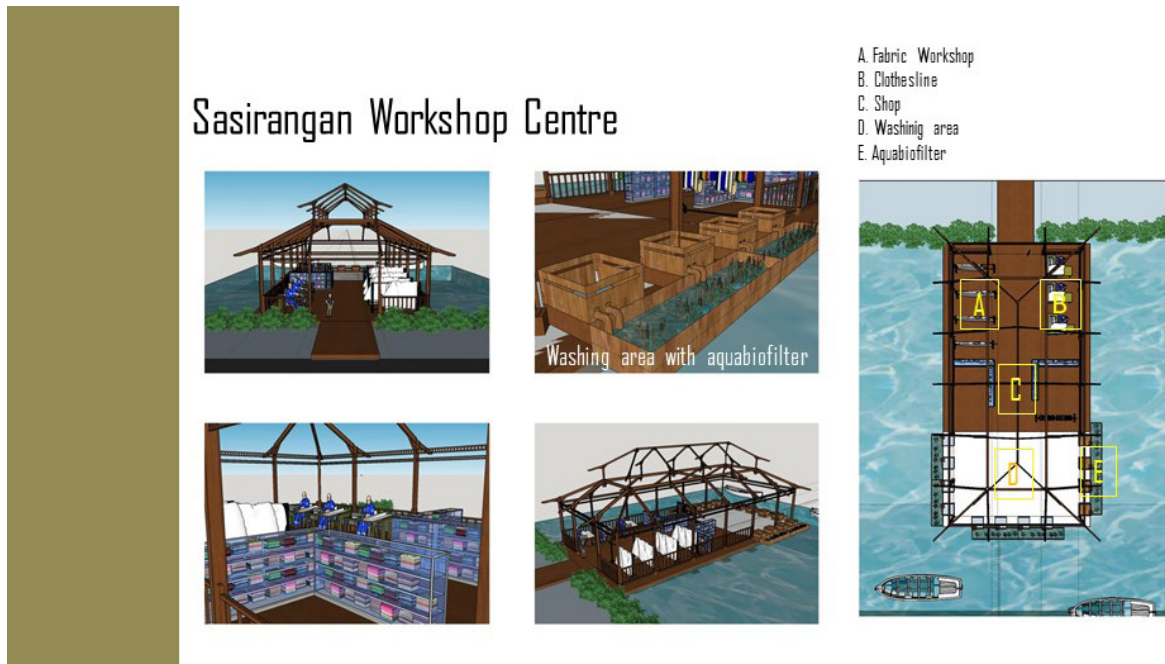 A. Fabric Workshop
B. Clothesline
C. Shop
D. Washinig area
E. Aquabiofilter
Sasirangan Workshop Centre
Washing area with aquabiofilter
A
B
C
D
E